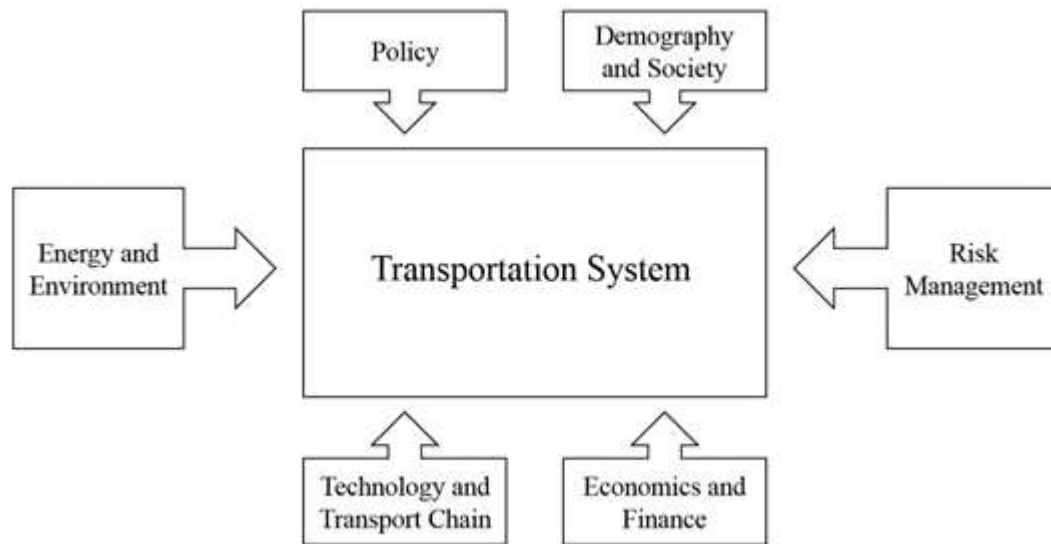 Policy
Demography
and Society
Energy and
Environment
Transportation System
Risk
Management
Technology and
Transport Chain
Economics and
Finance